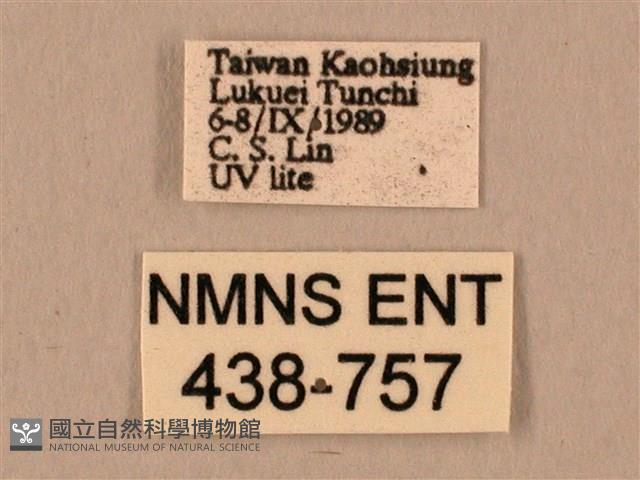 Taiwan Kaohsiung
Lukuei Tunchi
6-8/IX/1989
C. S. Lin
UV lite
NMNS ENT
438-757
國立自然科學博物館
NATIONAL MUSEUM OF NATURAL SCIENCE